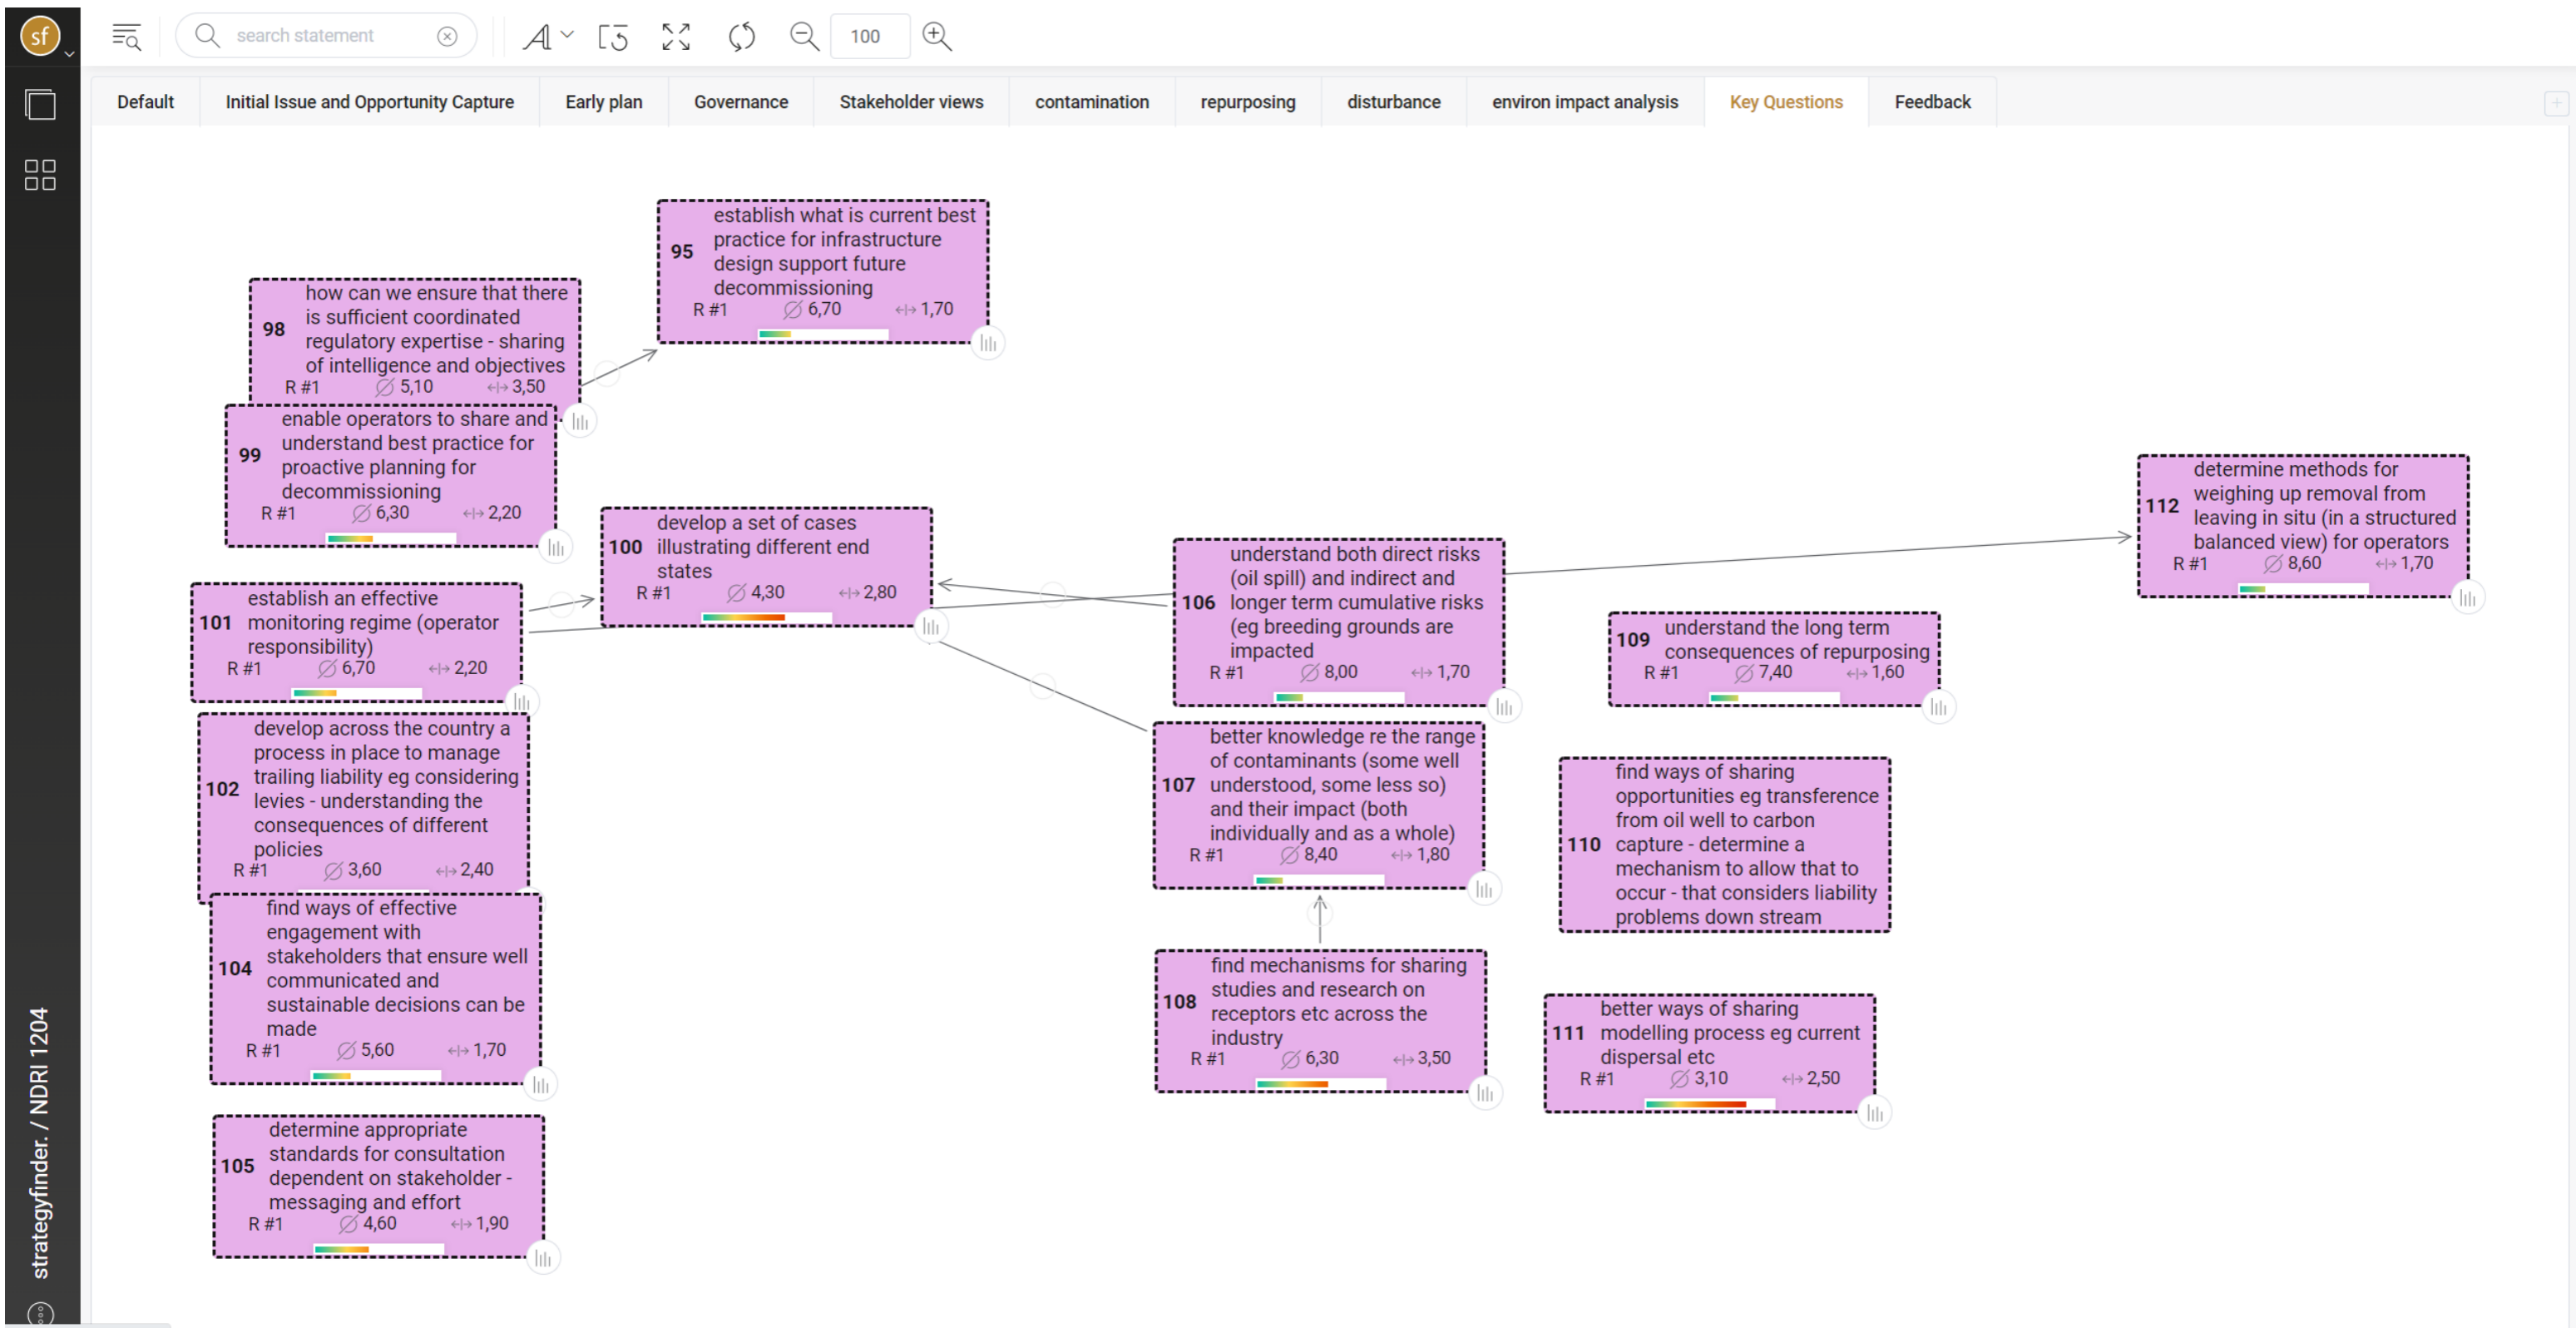 sf
search statement
100
Default
Initial Issue and Opportunity Capture
Early plan
Governance
Stakeholder views
contamination
repurposing
disturbance
environ impact analysis
Key Questions
Feedback
95
establish what is current best
practice for infrastructure
design support future
decommissioning
R #1 ∅ 6,70 1,70
98
how can we ensure that there
is sufficient coordinated
regulatory expertise - sharing
of intelligence and objectives
R #1 ∅ 5,10 3,50
99
enable operators to share and
understand best practice for
proactive planning for
decommissioning
R #1 ∅ 6,30 2,20
100
develop a set of cases
illustrating different end
states
R #1 ∅ 4,30 2,80
101
establish an effective
monitoring regime (operator
responsibility)
R #1 ∅ 6,70 2,20
102
develop across the country a
process in place to manage
trailing liability eg considering
levies - understanding the
consequences of different
policies
R #1 ∅ 3,60 2,40
104
find ways of effective
engagement with
stakeholders that ensure well
communicated and
sustainable decisions can be
made
R #1 ∅ 5,60 1,70
105
determine appropriate
standards for consultation
dependent on stakeholder -
messaging and effort
R #1 ∅ 4,60 1,90
106
understand both direct risks
(oil spill) and indirect and
longer term cumulative risks
(eg breeding grounds are
impacted
R #1 ∅ 8,00 1,70
107
better knowledge re the range
of contaminants (some well
understood, some less so)
and their impact (both
individually and as a whole)
R #1 ∅ 8,40 1,80
108
find mechanisms for sharing
studies and research on
receptors etc across the
industry
R #1 ∅ 6,30 3,50
109
understand the long term
consequences of repurposing
R #1 ∅ 7,40 1,60
110
find ways of sharing
opportunities eg transference
from oil well to carbon
capture - determine a
mechanism to allow that to
occur - that considers liability
problems down stream
111
better ways of sharing
modelling process eg current
dispersal etc
R #1 ∅ 3,10 2,50
112
determine methods for
weighing up removal from
leaving in situ (in a structured
balanced view) for operators
R #1 ∅ 8,60 1,70
strategyfinder. / NDRI 1204